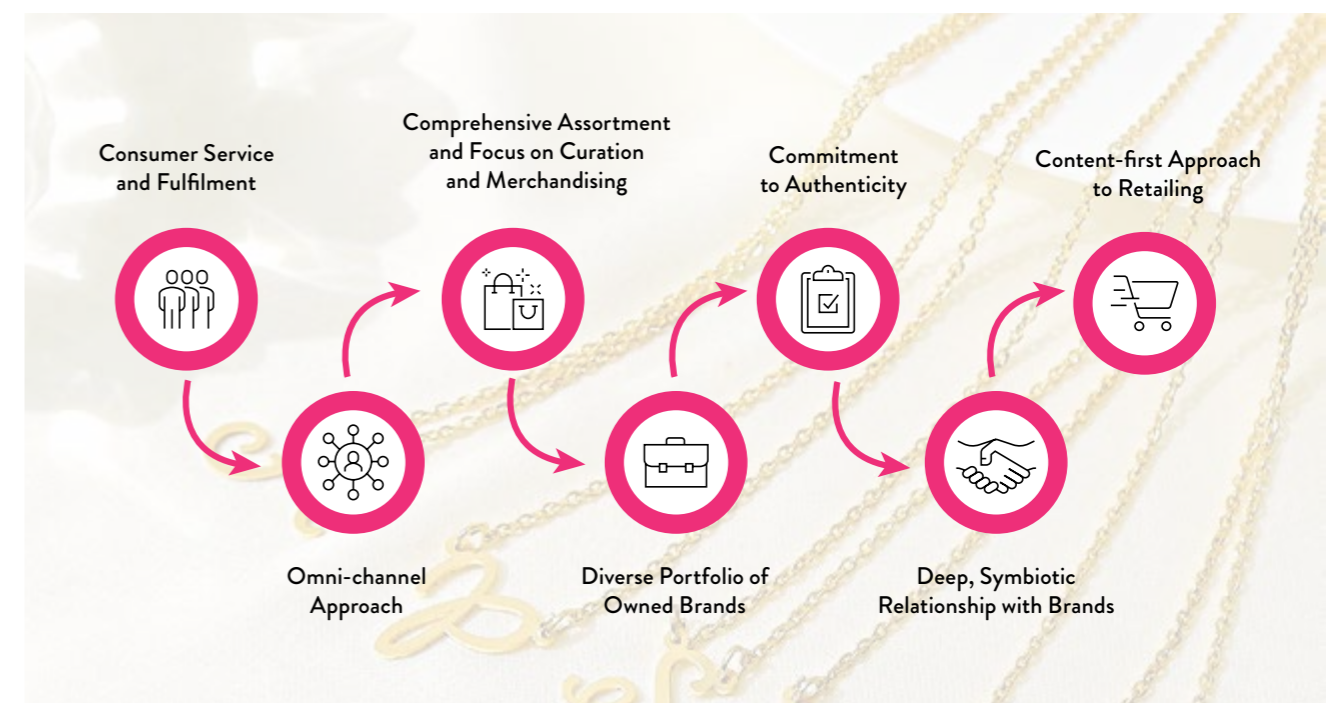 Consumer Service
and Fulfilment
Omni-channel
Approach
Comprehensive Assortment
and Focus on Curation
and Merchandising
Diverse Portfolio of
Owned Brands
Commitment
to Authenticity
Deep, Symbiotic
Relationship with Brands
Content-first Approach
to Retailing